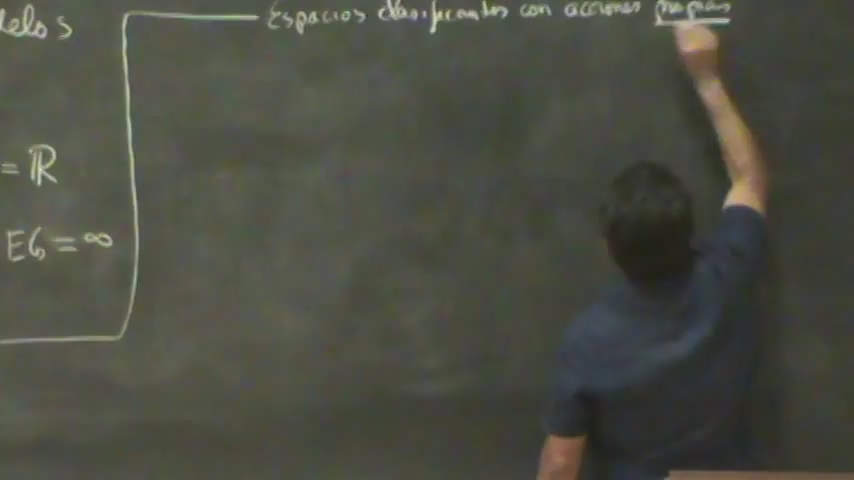 Espacios clasificantes con acciones propias
delos
= ℝ
EG = ∞